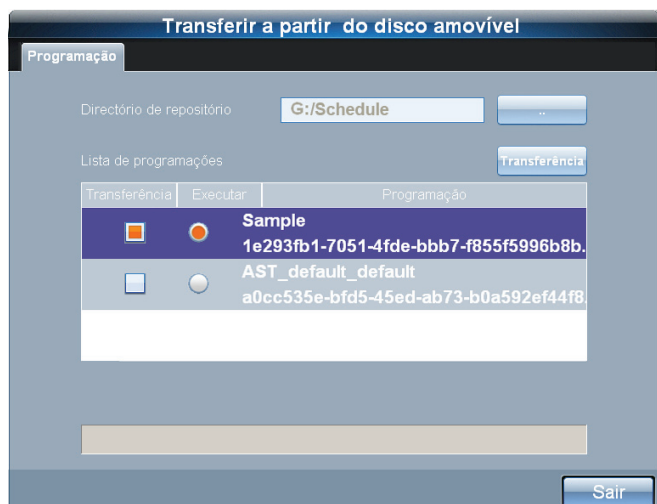 Transferir a partir do disco amovível
Programação
Directório de repositório G:/Schedule ..
Lista de programações Transferência
Transferência Executar Programação
Sample
1e293fb1-7051-4fde-bbb7-f855f5996b8b.
AST_default_default
a0cc535e-bfd5-45ed-ab73-b0a592ef44f8.
Sair